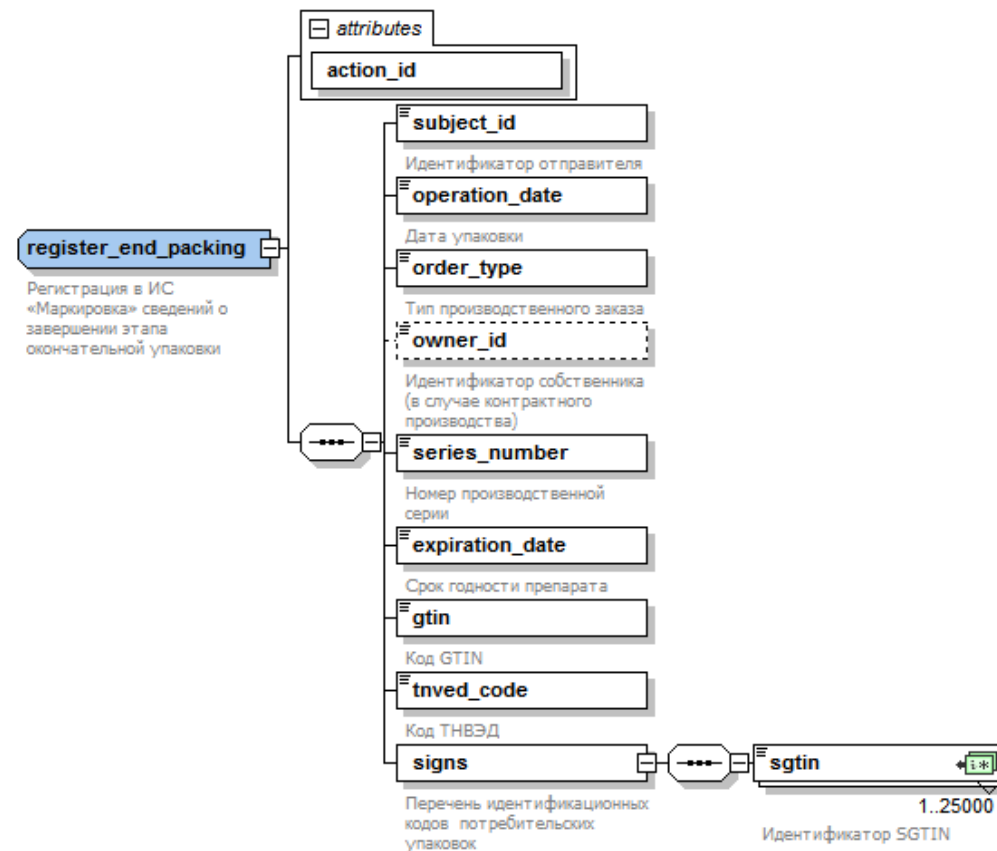 attributes
action_id
subject_id
Идентификатор отправителя
operation_date
Дата упаковки
order_type
Тип производственного заказа
owner_id
Идентификатор собственника
(в случае контрактного
производства)
register_end_packing
Регистрация в ИС
«Маркировка» сведений о
завершении этапа
окончательной упаковки
series_number
Номер производственной
серии
expiration_date
Срок годности препарата
gtin
Код GTIN
tnved_code
Код ТНВЭД
signs
Перечень идентификационных
кодов потребительских
упаковок
sgtin
1..25000
Идентификатор SGTIN